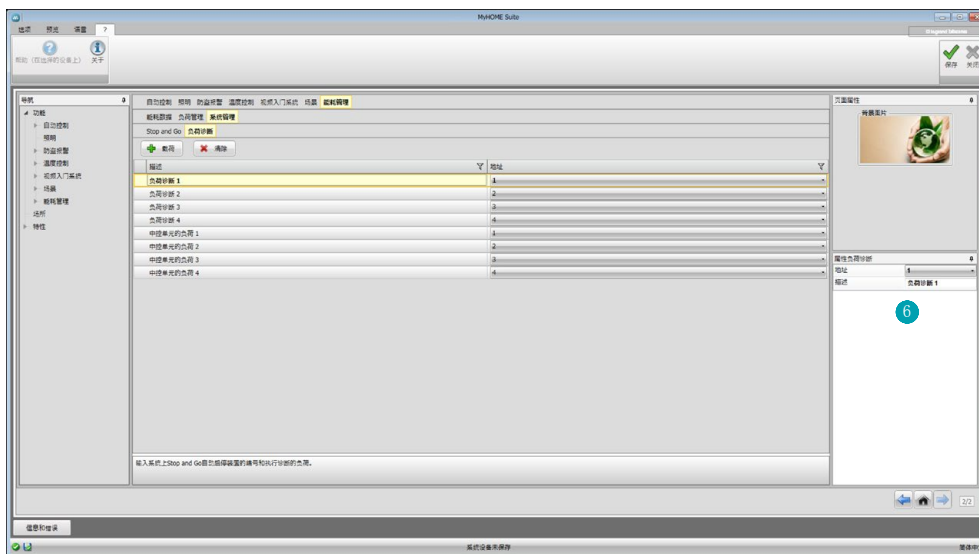 MyHOME Suite
选项 预览 语言 ?
帮助（在选择的设备上） 关于
保存 关闭
导航
功能
自动控制
照明
防盗报警
温度控制
视频入门系统
场景
能耗管理
场所
特性
自动控制 照明 防盗报警 温度控制 视频入门系统 场景 能耗管理
能耗数据 负荷管理 系统管理
Stop and Go 负荷诊断
载荷 清除
描述 地址
负荷诊断 1 1
负荷诊断 2 2
负荷诊断 3 3
负荷诊断 4 4
中控单元的负荷 1 1
中控单元的负荷 2 2
中控单元的负荷 3 3
中控单元的负荷 4 4
输入系统上Stop and Go自动启停装置的编号和执行诊断的负荷。
页面属性
背景图片
属性负荷诊断
地址 1
描述 负荷诊断 1
6
2/2
信息和错误
系统设备未保存
简体中